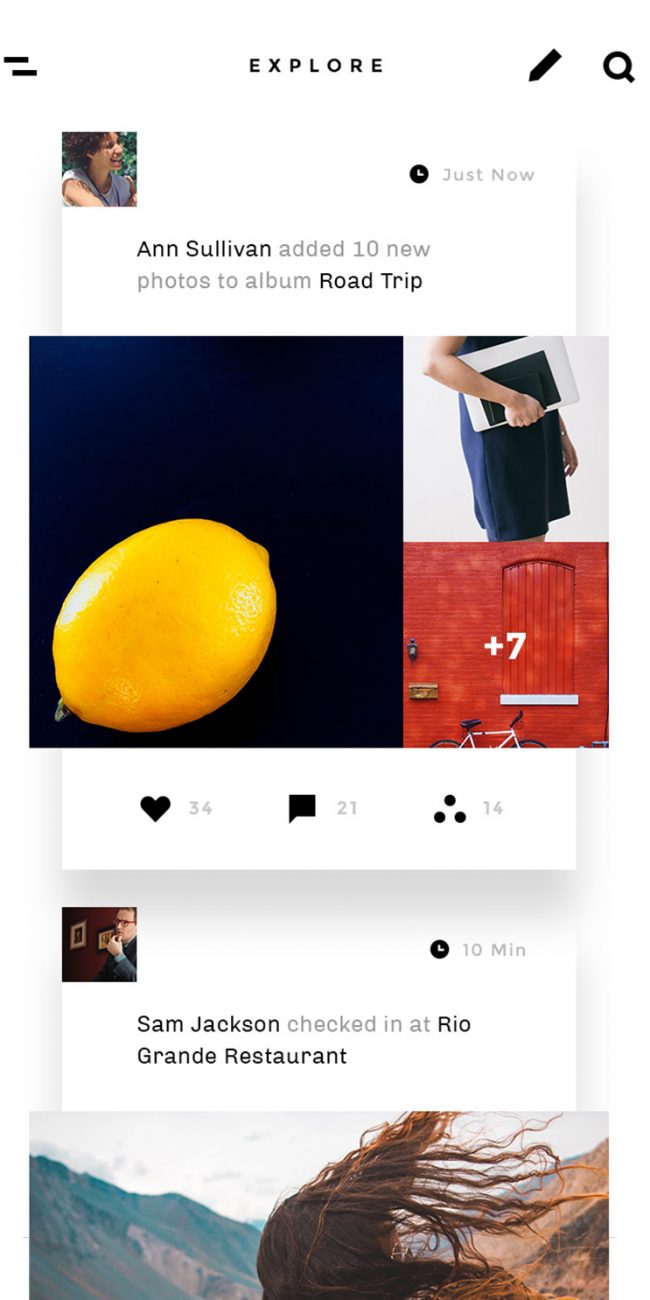 EXPLORE
Just Now
Ann Sullivan added 10 new
photos to album Road Trip
+7
34 21 14
10 Min
Sam Jackson checked in at Rio
Grande Restaurant